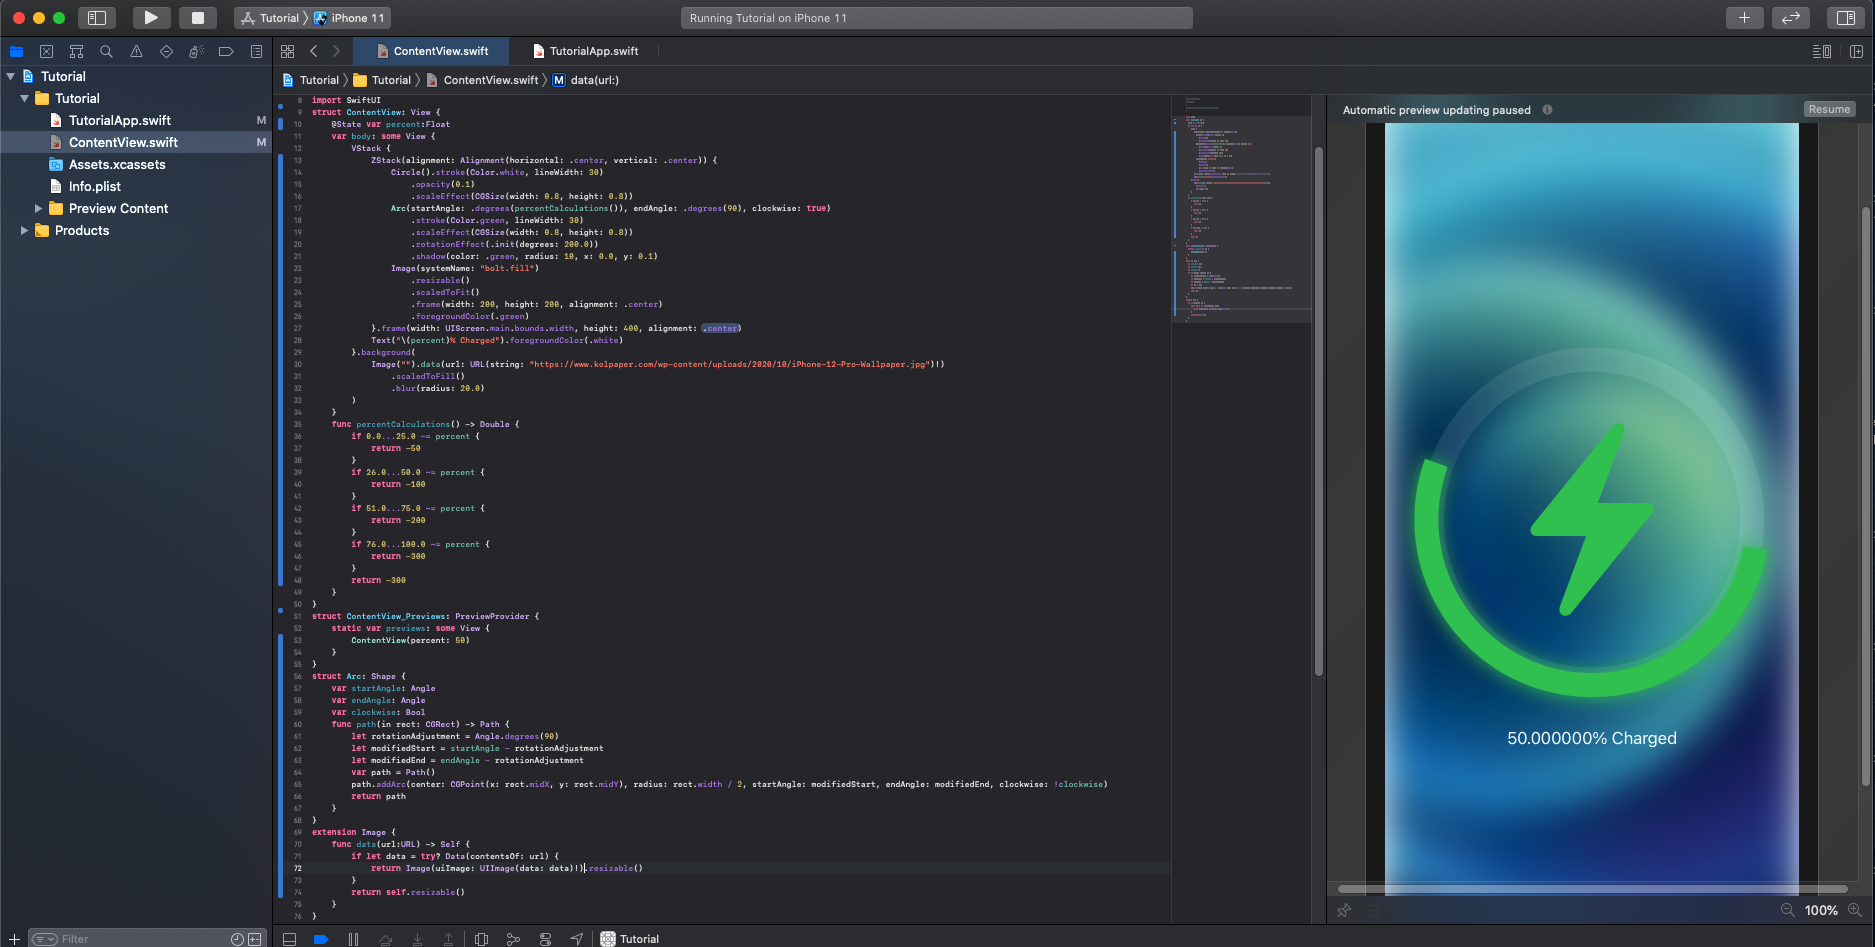 Tutorial 〉 iPhone 11
Running Tutorial on iPhone 11
ContentView.swift
TutorialApp.swift
Tutorial 〉 Tutorial 〉 ContentView.swift 〉 M data(url:)
Tutorial
Tutorial
TutorialApp.swift M
ContentView.swift M
Assets.xcassets
Info.plist
Preview Content
Products
8 import SwiftUI
9 struct ContentView: View {
10 @State var percent:Float
11 var body: some View {
12 VStack {
13 ZStack(alignment: Alignment(horizontal: .center, vertical: .center)) {
14 Circle().stroke(Color.white, lineWidth: 30)
15 .opacity(0.1)
16 .scaleEffect(CGSize(width: 0.8, height: 0.8))
17 Arc(startAngle: .degrees(percentCalculations()), endAngle: .degrees(90), clockwise: true)
18 .stroke(Color.green, lineWidth: 30)
19 .scaleEffect(CGSize(width: 0.8, height: 0.8))
20 .rotationEffect(.init(degrees: 200.0))
21 .shadow(color: .green, radius: 10, x: 0.0, y: 0.1)
22 Image(systemName: "bolt.fill")
23 .resizable()
24 .scaledToFit()
25 .frame(width: 200, height: 200, alignment: .center)
26 .foregroundColor(.green)
27 }.frame(width: UIScreen.main.bounds.width, height: 400, alignment: .center)
28 Text("\(percent)% Charged").foregroundColor(.white)
29 }.background(
30 Image("").data(url: URL(string: "https://www.kolpaper.com/wp-content/uploads/2020/10/iPhone-12-Pro-Wallpaper.jpg")!)
31 .scaledToFill()
32 .blur(radius: 20.0)
33 )
34 }
35 func percentCalculations() -> Double {
36 if 0.0...25.0 ~= percent {
37 return -50
38 }
39 if 26.0...50.0 ~= percent {
40 return -100
41 }
42 if 51.0...75.0 ~= percent {
43 return -200
44 }
45 if 76.0...100.0 ~= percent {
46 return -300
47 }
48 return -300
49 }
50 }
51 struct ContentView_Previews: PreviewProvider {
52 static var previews: some View {
53 ContentView(percent: 50)
54 }
55 }
56 struct Arc: Shape {
57 var startAngle: Angle
58 var endAngle: Angle
59 var clockwise: Bool
60 func path(in rect: CGRect) -> Path {
61 let rotationAdjustment = Angle.degrees(90)
62 let modifiedStart = startAngle - rotationAdjustment
63 let modifiedEnd = endAngle - rotationAdjustment
64 var path = Path()
65 path.addArc(center: CGPoint(x: rect.midX, y: rect.midY), radius: rect.width / 2, startAngle: modifiedStart, endAngle: modifiedEnd, clockwise: !clockwise)
66 return path
67 }
68 }
69 extension Image {
70 func data(url:URL) -> Self {
71 if let data = try? Data(contentsOf: url) {
72 return Image(uiImage: UIImage(data: data)!).resizable()
73 }
74 return self.resizable()
75 }
76 }
Automatic preview updating paused
Resume
50.000000% Charged
100%
Filter
Tutorial